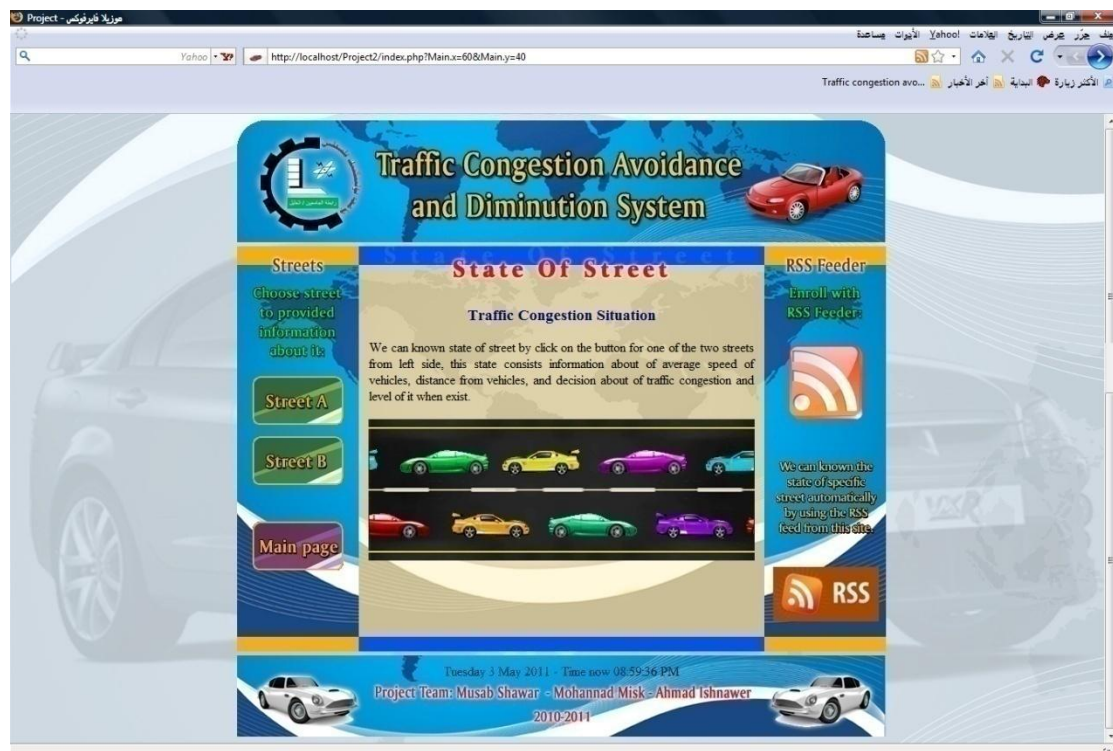 Project - موزيلا فايرفوكس
ملف تحرير عرض التاريخ العلامات Yahoo! الأدوات مساعدة
Yahoo
http://localhost/Project2/index.php?Main.x=60&Main.y=40
الأكثر زيارة البداية آخر الأخبار Traffic congestion avo...
Traffic Congestion Avoidance
and Diminution System
Streets
Choose street
to provided
information
about it:
Street A
Street B
Main page
State Of Street
State Of Street
Traffic Congestion Situation
We can known state of street by click on the button for one of the two streets
from left side, this state consists information about of average speed of
vehicles, distance from vehicles, and decision about of traffic congestion and
level of it when exist.
RSS Feeder
Enroll with
RSS Feeder:
We can known the
state of specific
street automatically
by using the RSS
feed from this site.
RSS
Tuesday 3 May 2011 - Time now 08:59:36 PM
Project Team: Musab Shawar - Mohannad Misk - Ahmad Ishnawer
2010-2011